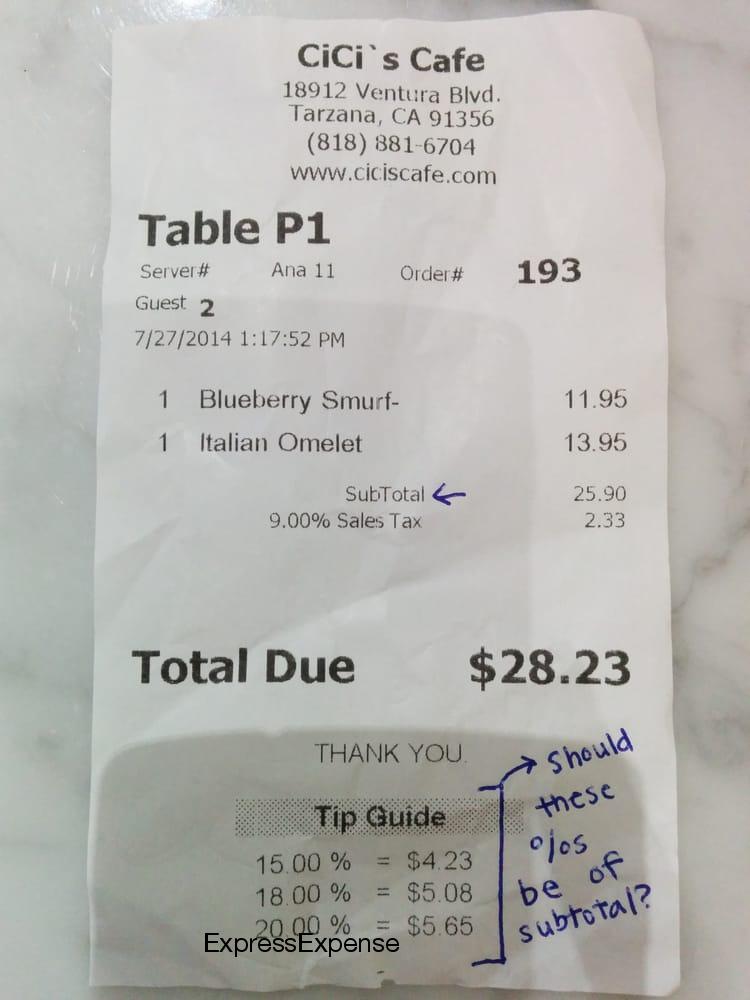 CiCi`s Cafe
18912 Ventura Blvd.
Tarzana, CA 91356
(818) 881-6704
www.ciciscafe.com
Table P1
Server# Ana 11 Order# 193
Guest 2
7/27/2014 1:17:52 PM
1 Blueberry Smurf- 11.95
1 Italian Omelet 13.95
SubTotal ← 25.90
9.00% Sales Tax 2.33
Total Due $28.23
THANK YOU.
Tip Guide
15.00 % = $4.23
18.00 % = $5.08
20.00 % = $5.65
→ should
these
%s
be of
subtotal?
ExpressExpense